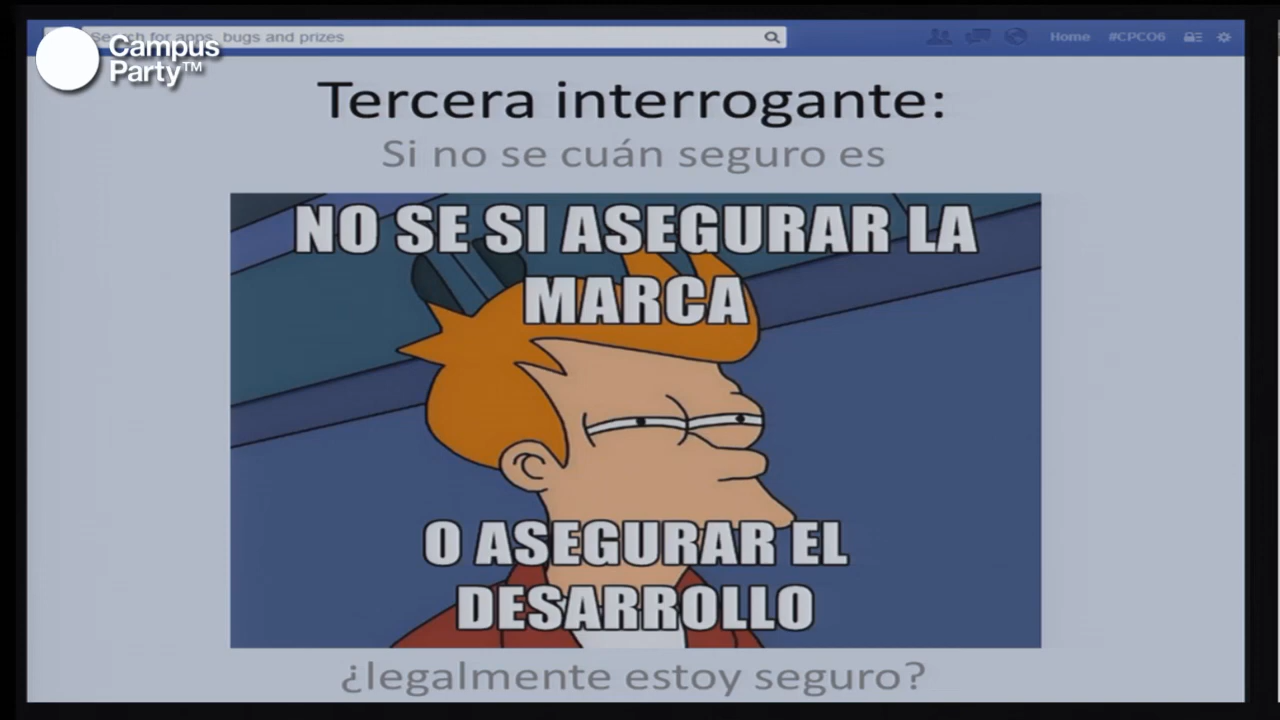 Search for apps, bugs and prizes
Home #CPCO6
Campus
Party™
Tercera interrogante:
Si no se cuán seguro es
NO SE SI ASEGURAR LA
MARCA
O ASEGURAR EL
DESARROLLO
¿legalmente estoy seguro?